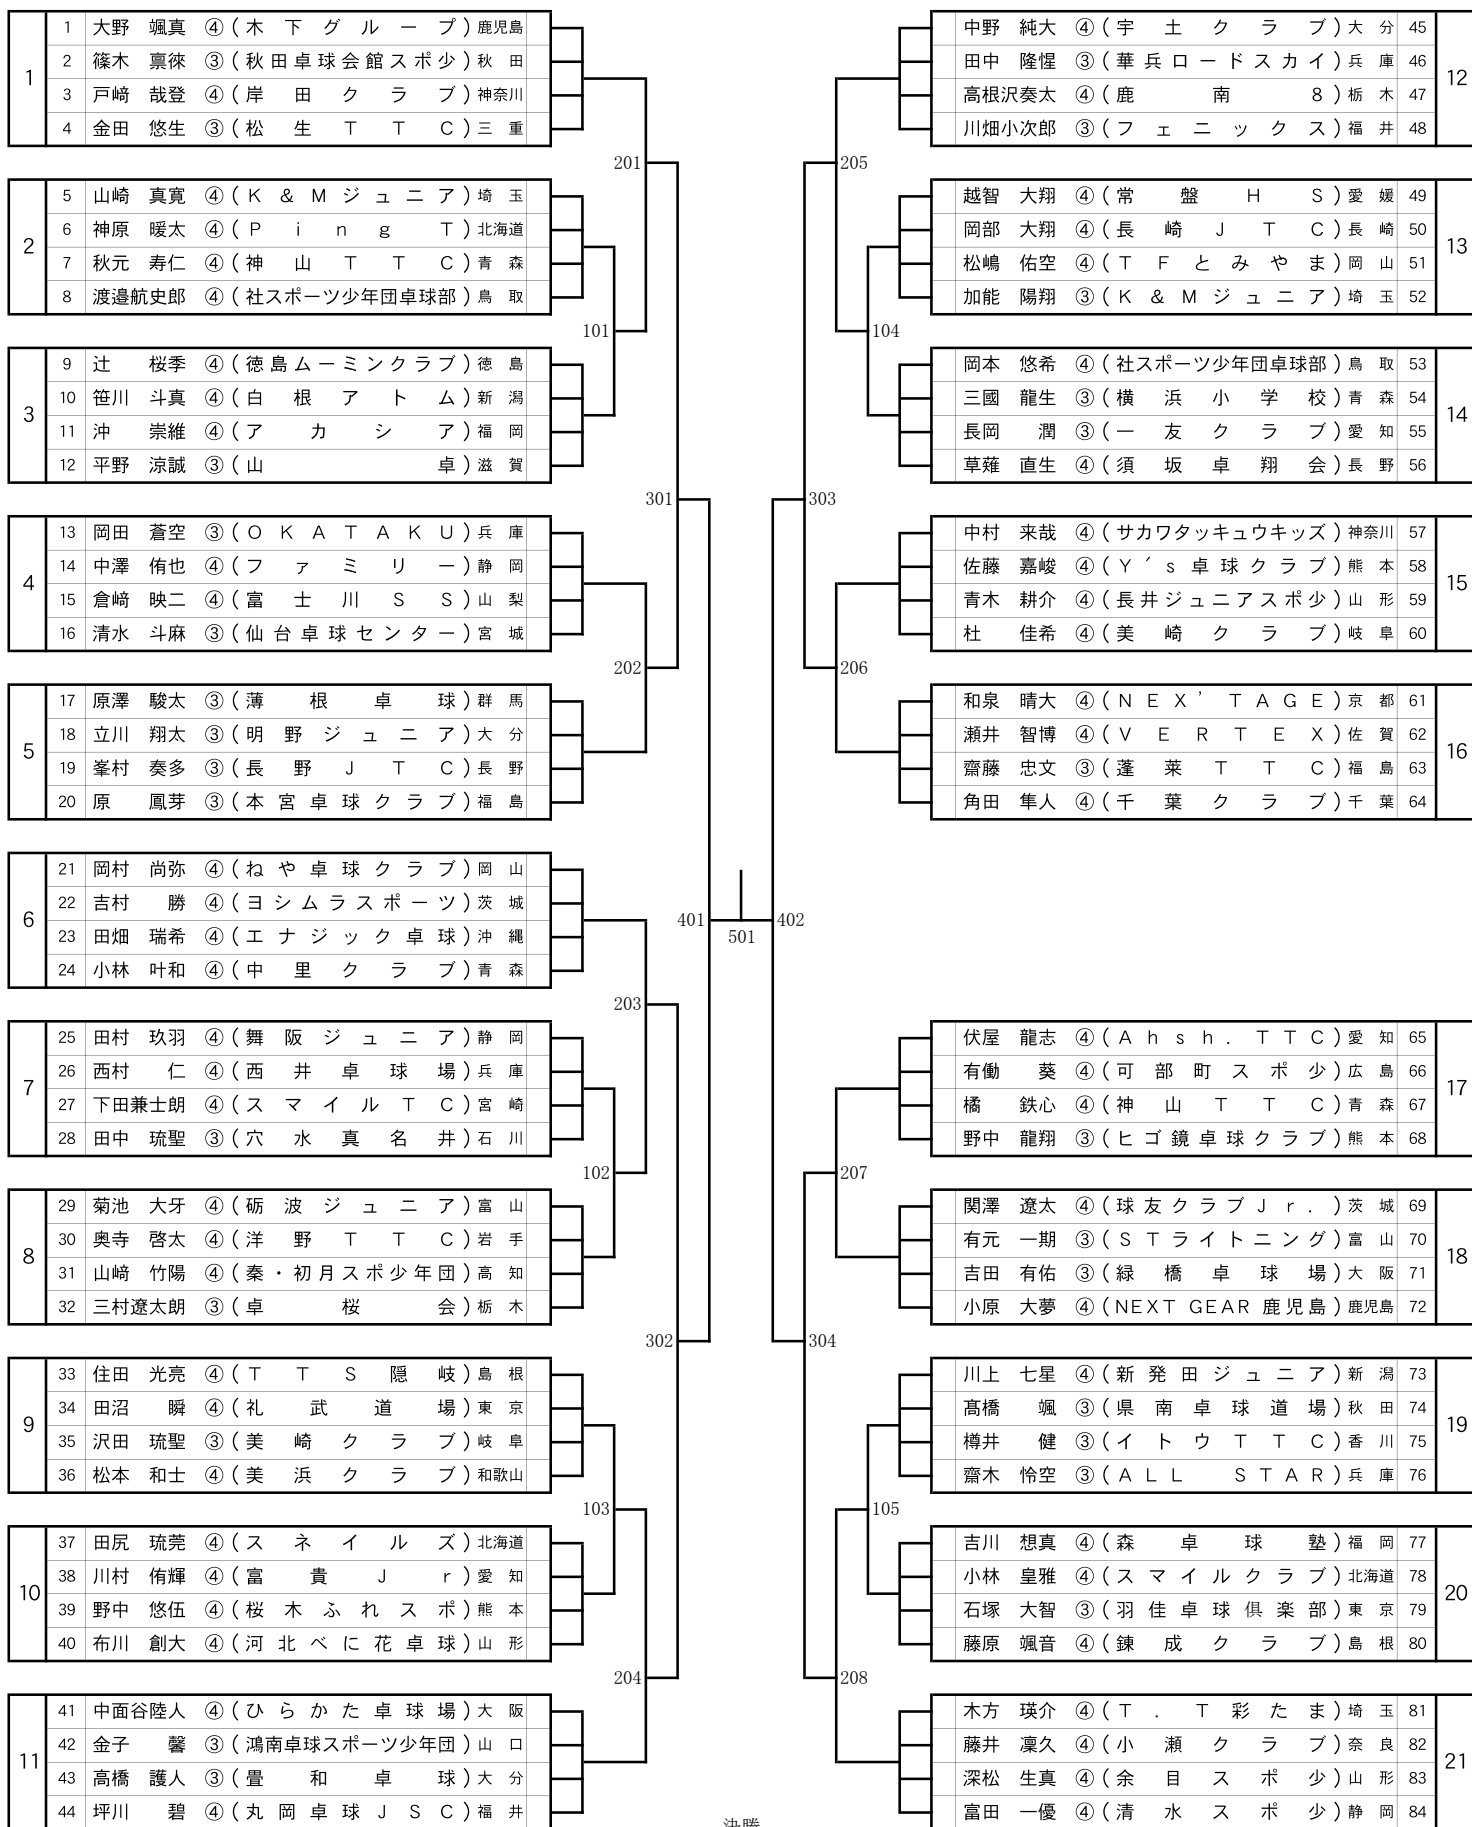 1
1 大野 颯真 ④(木下グループ)鹿児島
2 篠木 禀徠 ③(秋田卓球会館スポ少)秋田
3 戸﨑 哉登 ④(岸田クラブ)神奈川
4 金田 悠生 ③(松生TTC)三重
2
5 山崎 真寛 ④(K&Mジュニア)埼玉
6 神原 暖太 ④(PingT)北海道
7 秋元 寿仁 ④(神山TTC)青森
8 渡邉航史郎 ④(社スポーツ少年団卓球部)鳥取
3
9 辻 桜季 ④(徳島ムーミンクラブ)徳島
10 笹川 斗真 ④(白根アトム)新潟
11 沖 崇維 ④(アカシア)福岡
12 平野 涼誠 ③(山卓)滋賀
4
13 岡田 蒼空 ③(OKATAKU)兵庫
14 中澤 侑也 ④(ファミリー)静岡
15 倉﨑 映二 ④(富士川SS)山梨
16 清水 斗麻 ③(仙台卓球センター)宮城
5
17 原澤 駿太 ③(薄根卓球)群馬
18 立川 翔太 ③(明野ジュニア)大分
19 峯村 奏多 ③(長野JTC)長野
20 原 鳳芽 ③(本宮卓球クラブ)福島
6
21 岡村 尚弥 ④(ねや卓球クラブ)岡山
22 吉村 勝 ④(ヨシムラスポーツ)茨城
23 田畑 瑞希 ④(エナジック卓球)沖縄
24 小林 叶和 ④(中里クラブ)青森
7
25 田村 玖羽 ④(舞阪ジュニア)静岡
26 西村 仁 ④(西井卓球場)兵庫
27 下田兼士朗 ④(スマイルTC)宮崎
28 田中 琉聖 ③(穴水真名井)石川
8
29 菊池 大牙 ④(砺波ジュニア)富山
30 奥寺 啓太 ④(洋野TTC)岩手
31 山﨑 竹陽 ④(秦・初月スポ少年団)高知
32 三村遼太朗 ③(卓桜会)栃木
9
33 住田 光亮 ④(TTS隠岐)島根
34 田沼 瞬 ④(礼武道場)東京
35 沢田 琉聖 ③(美崎クラブ)岐阜
36 松本 和士 ④(美浜クラブ)和歌山
10
37 田尻 琉莞 ④(スネイルズ)北海道
38 川村 侑輝 ④(富貴Jr)愛知
39 野中 悠伍 ④(桜木ふれスポ)熊本
40 布川 創大 ④(河北べに花卓球)山形
11
41 中面谷陸人 ④(ひらかた卓球場)大阪
42 金子 馨 ③(鴻南卓球スポーツ少年団)山口
43 高橋 護人 ③(畳和卓球)大分
44 坪川 碧 ④(丸岡卓球JSC)福井
201
101
301
202
203
102
302
103
204
401
501
402
決勝
205
104
303
206
207
304
105
208
中野 純大 ④(宇土クラブ)大分 45
田中 隆惺 ③(華兵ロードスカイ)兵庫 46
高根沢奏太 ④(鹿南8)栃木 47
川畑小次郎 ③(フェニックス)福井 48
12
越智 大翔 ④(常盤HS)愛媛 49
岡部 大翔 ④(長崎JTC)長崎 50
松嶋 佑空 ④(TFとみやま)岡山 51
加能 陽翔 ③(K&Mジュニア)埼玉 52
13
岡本 悠希 ④(社スポーツ少年団卓球部)鳥取 53
三國 龍生 ③(横浜小学校)青森 54
長岡 潤 ③(一友クラブ)愛知 55
草薙 直生 ④(須坂卓翔会)長野 56
14
中村 来哉 ④(サカワタッキュウキッズ)神奈川 57
佐藤 嘉峻 ④(Y´s卓球クラブ)熊本 58
青木 耕介 ④(長井ジュニアスポ少)山形 59
杜 佳希 ④(美崎クラブ)岐阜 60
15
和泉 晴大 ④(NEX’TAGE)京都 61
瀬井 智博 ④(VERTEX)佐賀 62
齋藤 忠文 ③(蓬莱TTC)福島 63
角田 隼人 ④(千葉クラブ)千葉 64
16
伏屋 龍志 ④(Ahsh.TTC)愛知 65
有働 葵 ④(可部町スポ少)広島 66
橘 鉄心 ④(神山TTC)青森 67
野中 龍翔 ③(ヒゴ鏡卓球クラブ)熊本 68
17
関澤 遼太 ④(球友クラブJr.)茨城 69
有元 一期 ③(STライトニング)富山 70
吉田 有佑 ③(緑橋卓球場)大阪 71
小原 大夢 ④(NEXT GEAR 鹿児島)鹿児島 72
18
川上 七星 ④(新発田ジュニア)新潟 73
髙橋 颯 ③(県南卓球道場)秋田 74
樽井 健 ③(イトウTTC)香川 75
齋木 怜空 ③(ALL STAR)兵庫 76
19
吉川 想真 ④(森卓球塾)福岡 77
小林 皇雅 ④(スマイルクラブ)北海道 78
石塚 大智 ③(羽佳卓球倶楽部)東京 79
藤原 颯音 ④(錬成クラブ)島根 80
20
木方 瑛介 ④(T.T彩たま)埼玉 81
藤井 凜久 ④(小瀬クラブ)奈良 82
深松 生真 ④(余目スポ少)山形 83
富田 一優 ④(清水スポ少)静岡 84
21